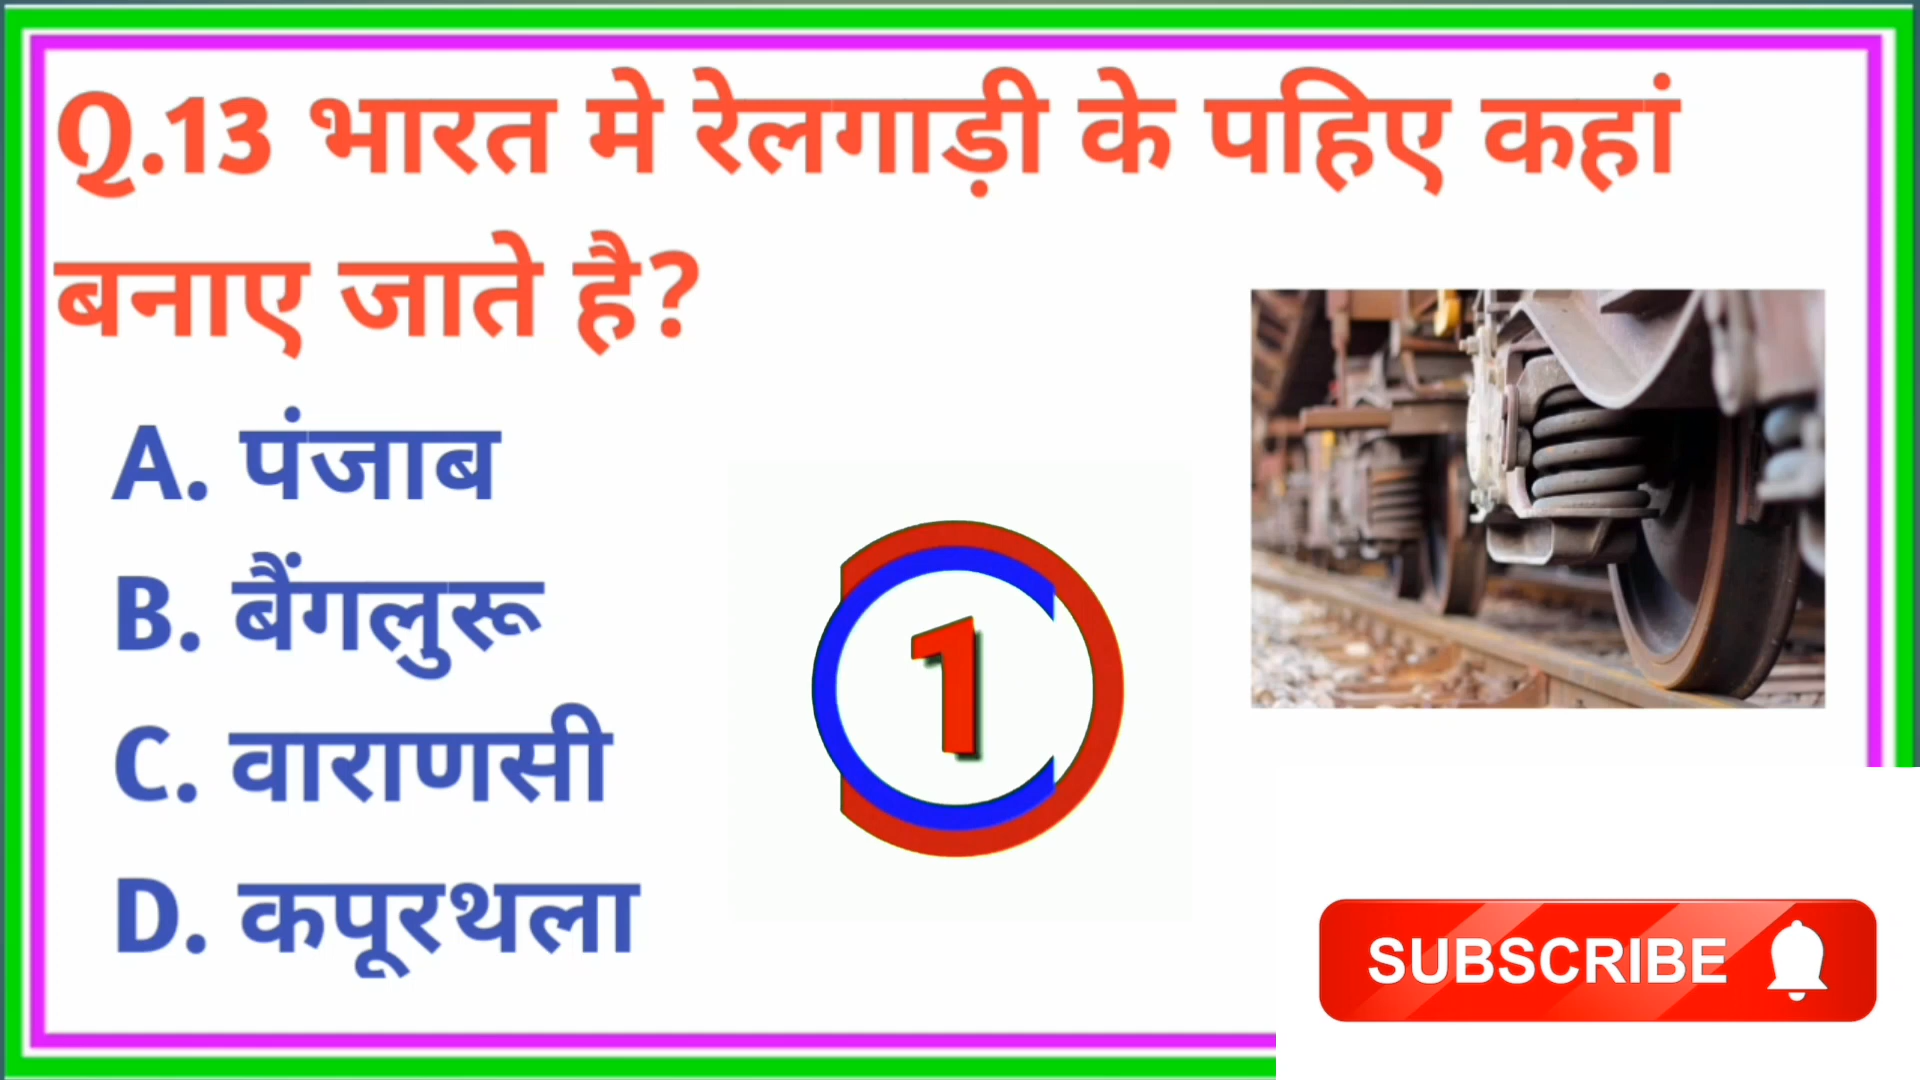 Q.13 भारत मे रेलगाड़ी के पहिए कहां
बनाए जाते है?
A. पंजाब
B. बैंगलुरू
C. वाराणसी
D. कपूरथला
1
SUBSCRIBE